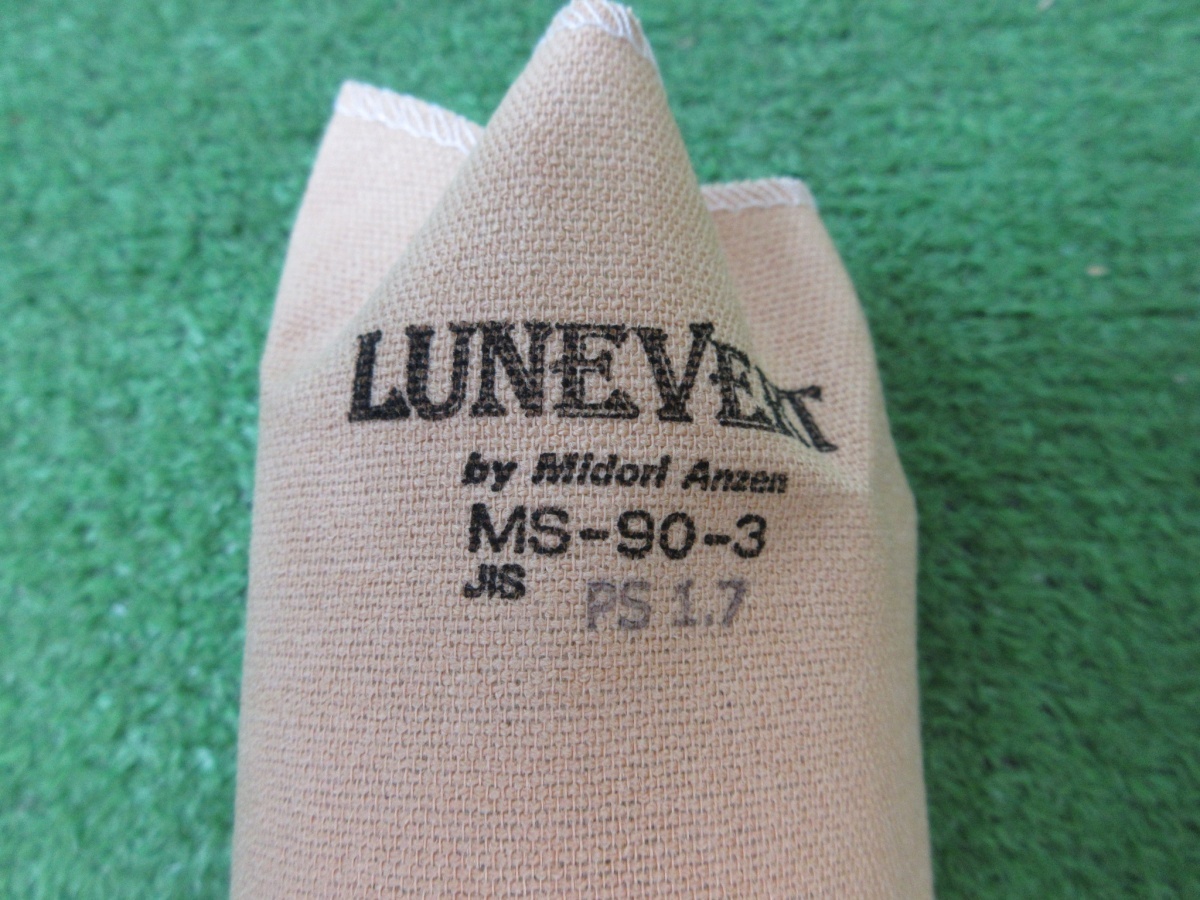 LUNEVERT
by Midori Anzen
MS-90-3
JIS PS 1.7